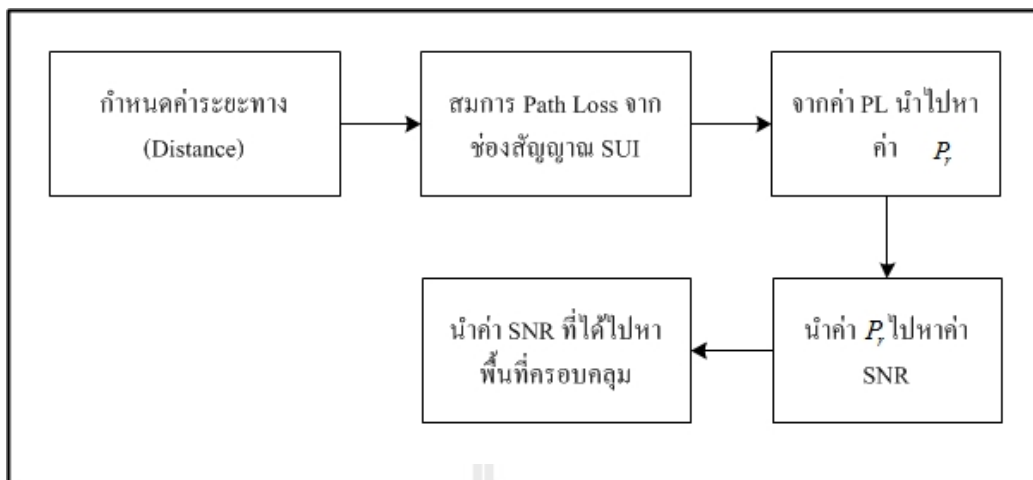 กำหนดค่าระยะทาง
(Distance)
สมการ Path Loss จาก
ช่องสัญญาณ SUI
จากค่า PL นำไปหา
ค่า P_r
นำค่า P_r ไปหาค่า
SNR
นำค่า SNR ที่ได้ไปหา
พื้นที่ครอบคลุม